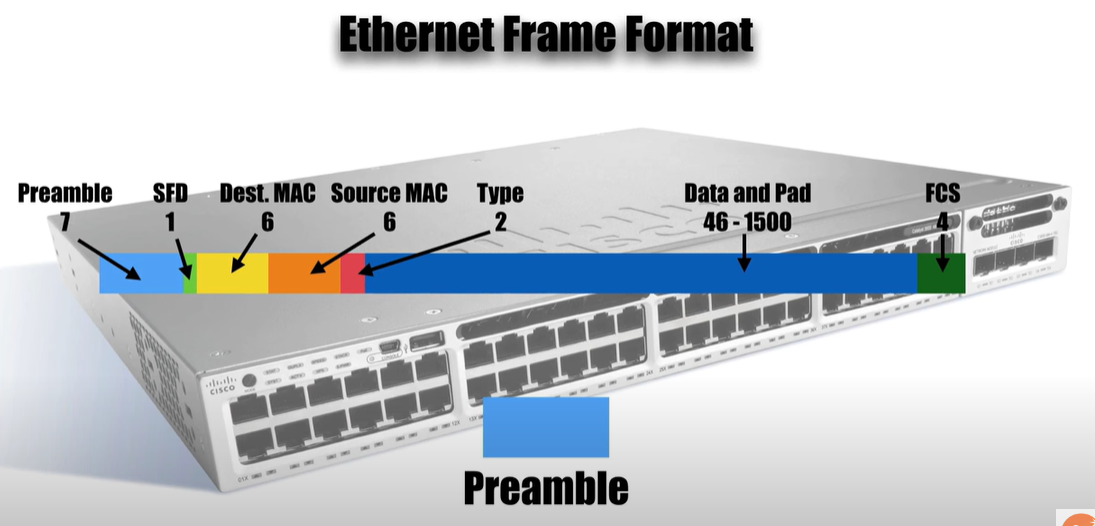 Ethernet Frame Format
Preamble SFD Dest. MAC Source MAC Type Data and Pad FCS
7 1 6 6 2 46 - 1500 4
CISCO
Preamble